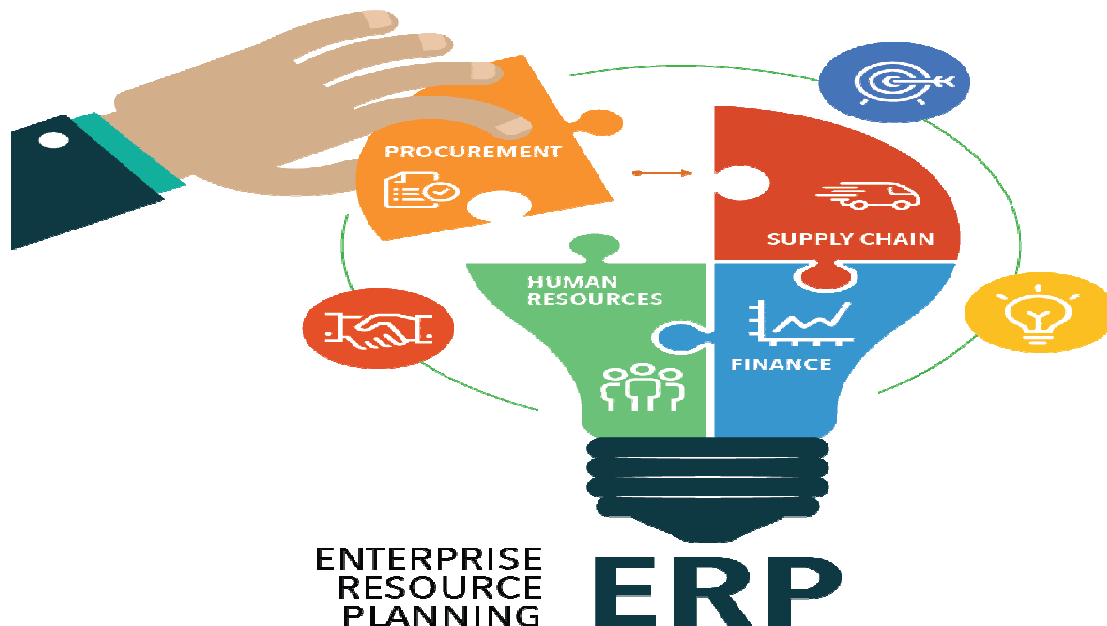 PROCUREMENT
SUPPLY CHAIN
HUMAN
RESOURCES
FINANCE
ENTERPRISE
RESOURCE
PLANNING
ERP